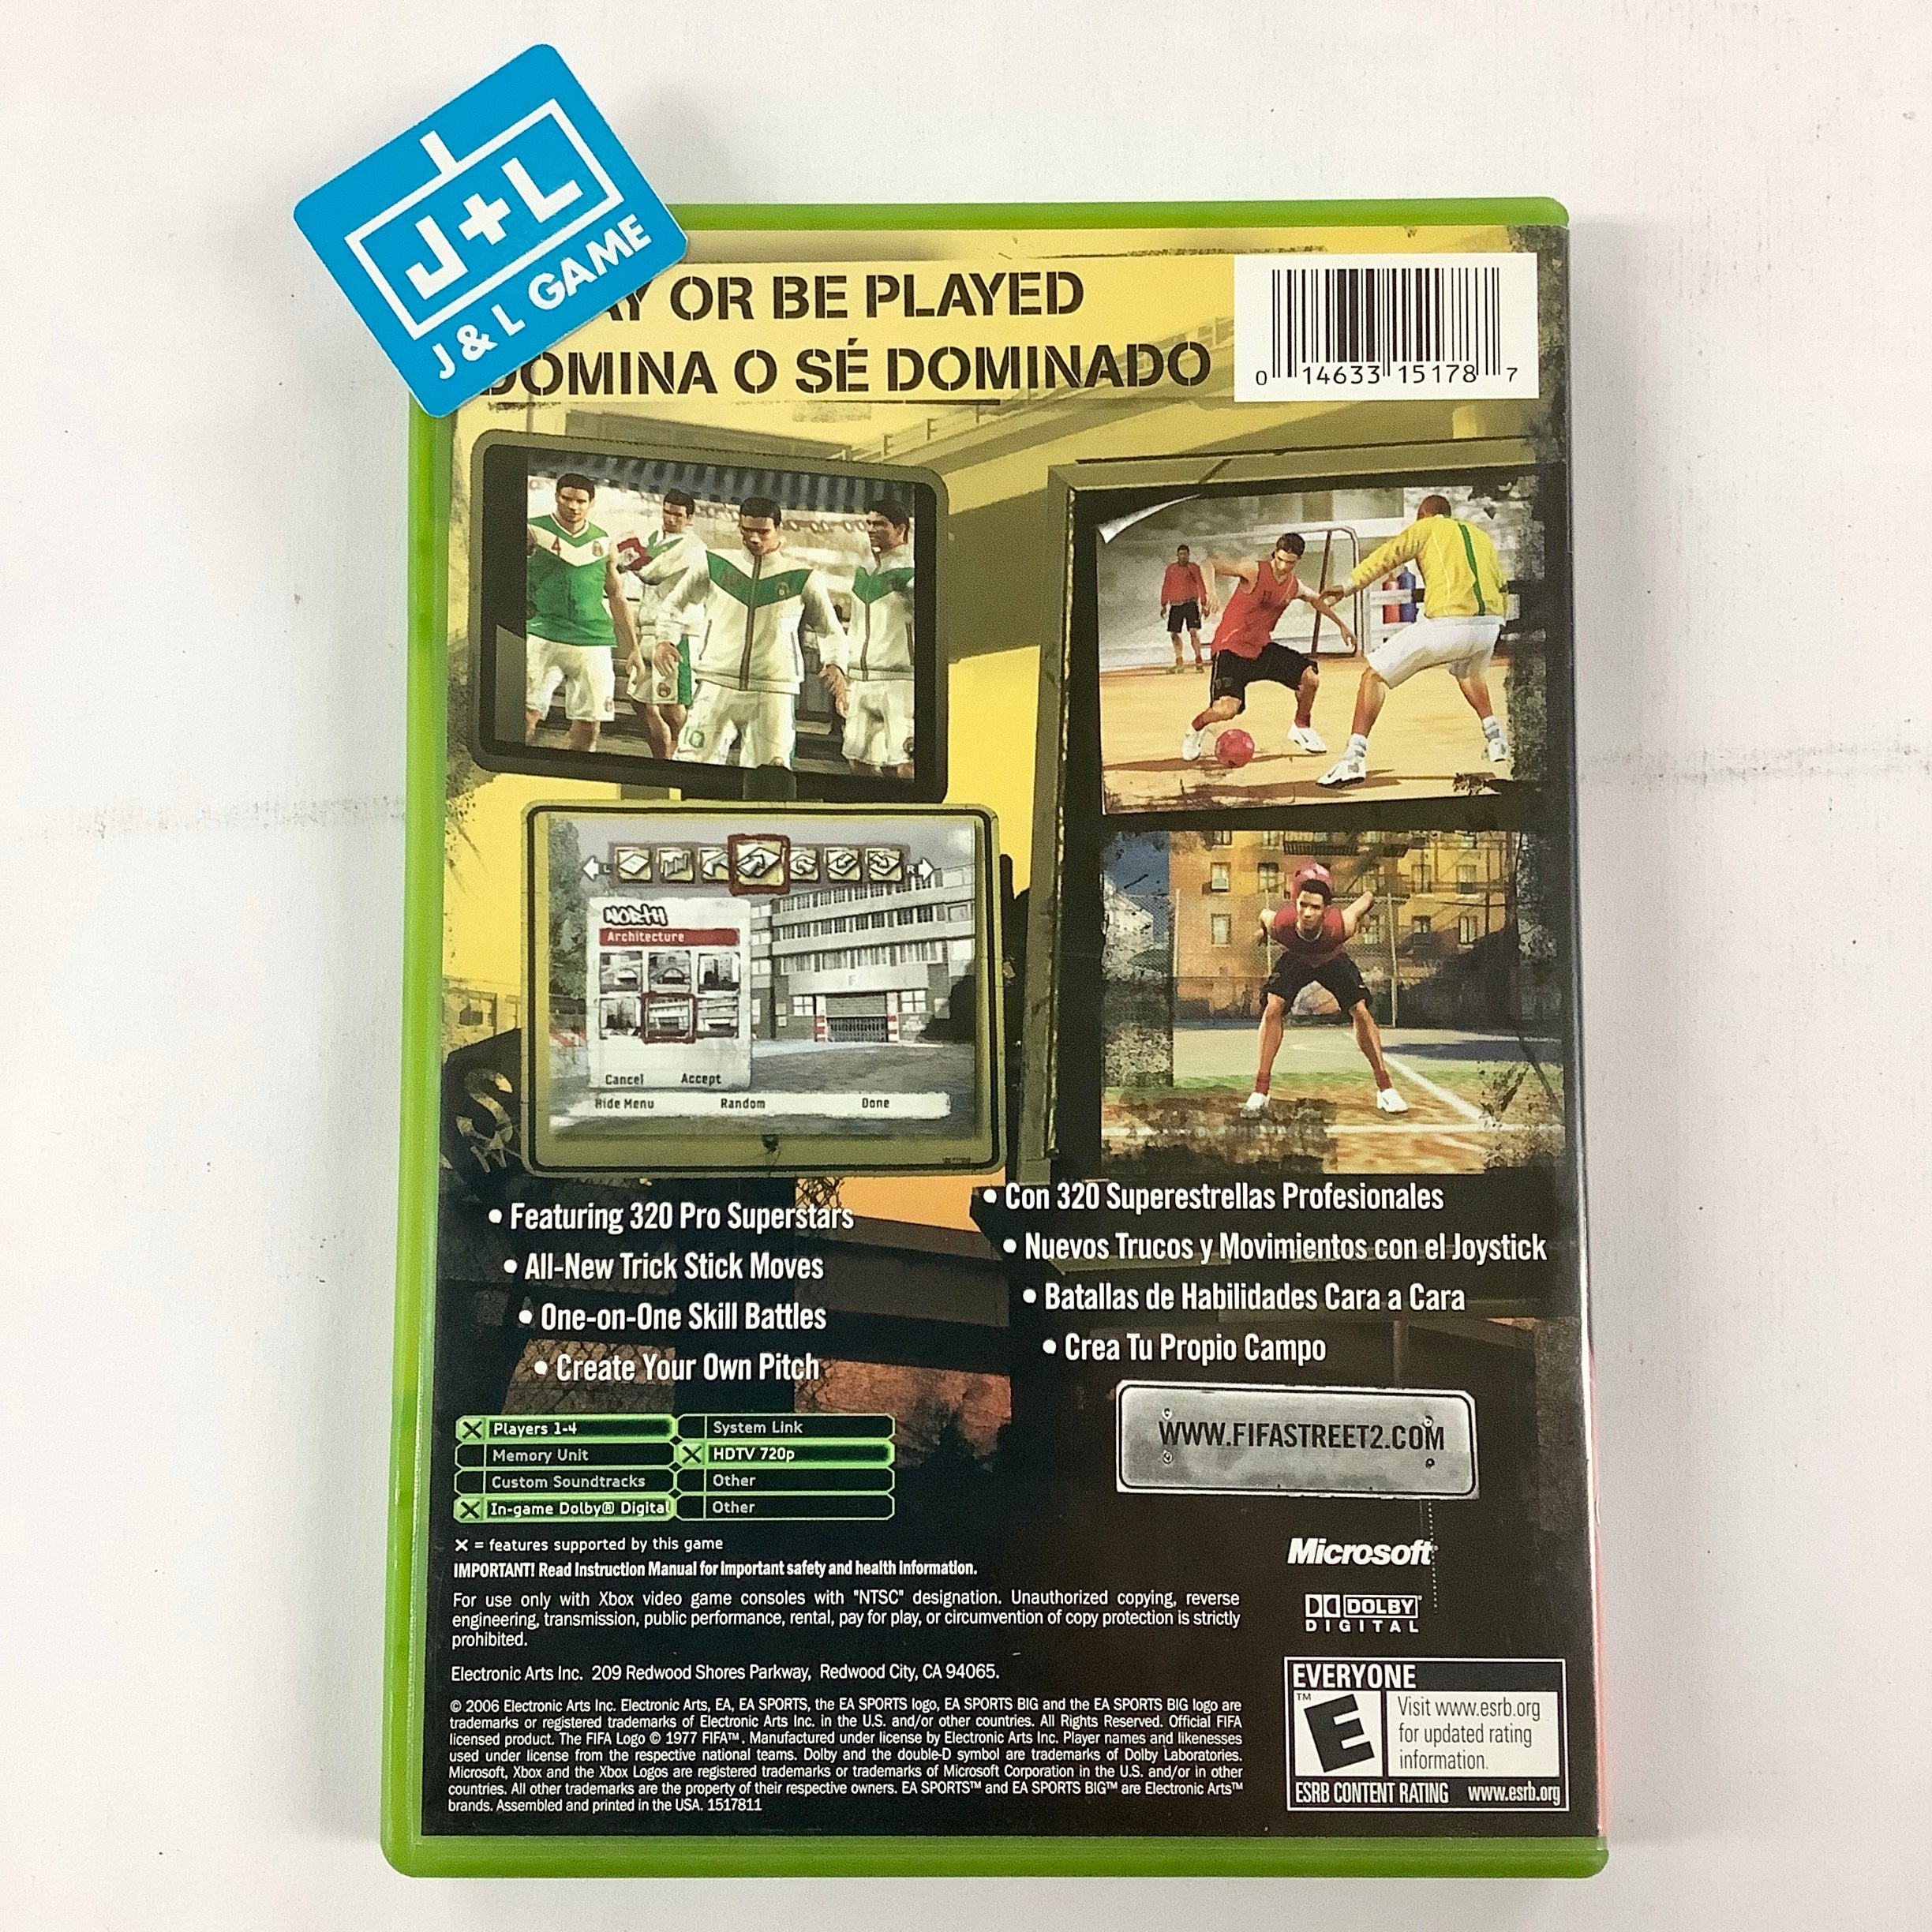 J+L
J & L GAME
OR BE PLAYED
DOMINA O SÉ DOMINADO
0 14633 15178 7
4
10
L
R
NORTH
Architecture
Cancel Accept
Hide Menu Random Done
• Featuring 320 Pro Superstars
• All-New Trick Stick Moves
• One-on-One Skill Battles
• Create Your Own Pitch
• Con 320 Superestrellas Profesionales
• Nuevos Trucos y Movimientos con el Joystick
• Batallas de Habilidades Cara a Cara
• Crea Tu Propio Campo
WWW.FIFASTREET2.COM
Players 1-4
Memory Unit
Custom Soundtracks
In-game Dolby® Digital
System Link
HDTV 720p
Other
Other
X = features supported by this game
IMPORTANT! Read Instruction Manual for important safety and health information.
For use only with Xbox video game consoles with "NTSC" designation. Unauthorized copying, reverse
engineering, transmission, public performance, rental, pay for play, or circumvention of copy protection is strictly
prohibited.
Electronic Arts Inc. 209 Redwood Shores Parkway, Redwood City, CA 94065.
© 2006 Electronic Arts Inc. Electronic Arts, EA, EA SPORTS, the EA SPORTS logo, EA SPORTS BIG and the EA SPORTS BIG logo are
trademarks or registered trademarks of Electronic Arts Inc. in the U.S. and/or other countries. All Rights Reserved. Official FIFA
licensed product. The FIFA Logo © 1977 FIFA™. Manufactured under license by Electronic Arts Inc. Player names and likenesses
used under license from the respective national teams. Dolby and the double-D symbol are trademarks of Dolby Laboratories.
Microsoft, Xbox and the Xbox Logos are registered trademarks or trademarks of Microsoft Corporation in the U.S. and/or in other
countries. All other trademarks are the property of their respective owners. EA SPORTS™ and EA SPORTS BIG™ are Electronic Arts™
brands. Assembled and printed in the USA. 1517811
Microsoft®
DOLBY®
DIGITAL
EVERYONE
E™
Visit www.esrb.org
for updated rating
information.
ESRB CONTENT RATING www.esrb.org